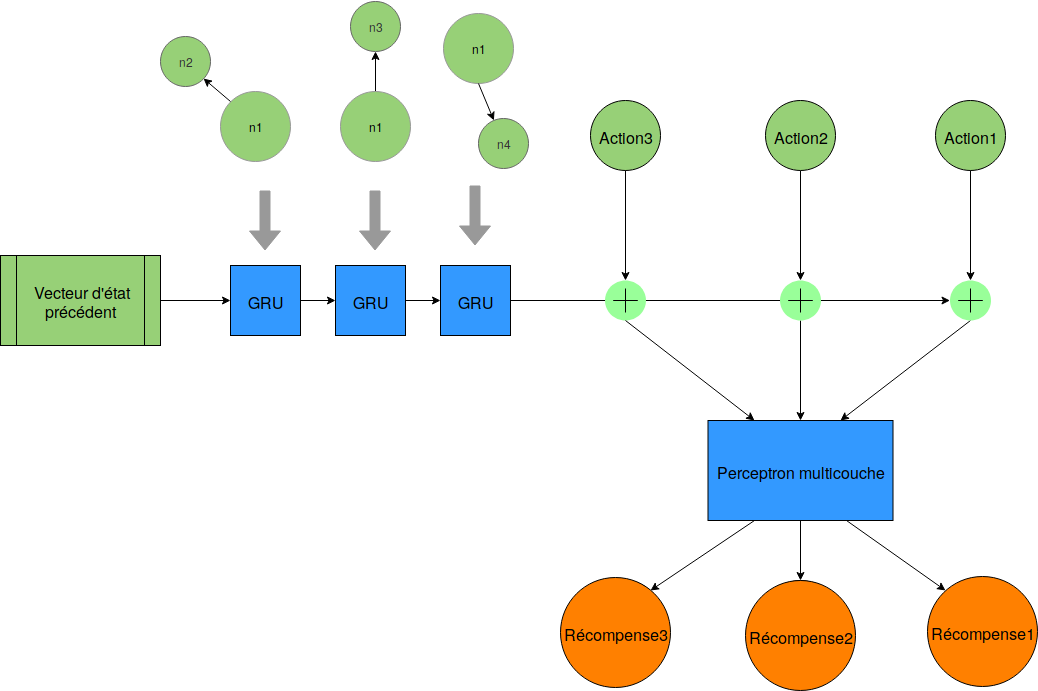 n3
n1
n2
n1
n1
n4
Action3
Action2
Action1
Vecteur d'état
précédent
GRU
GRU
GRU
Perceptron multicouche
Récompense3
Récompense2
Récompense1